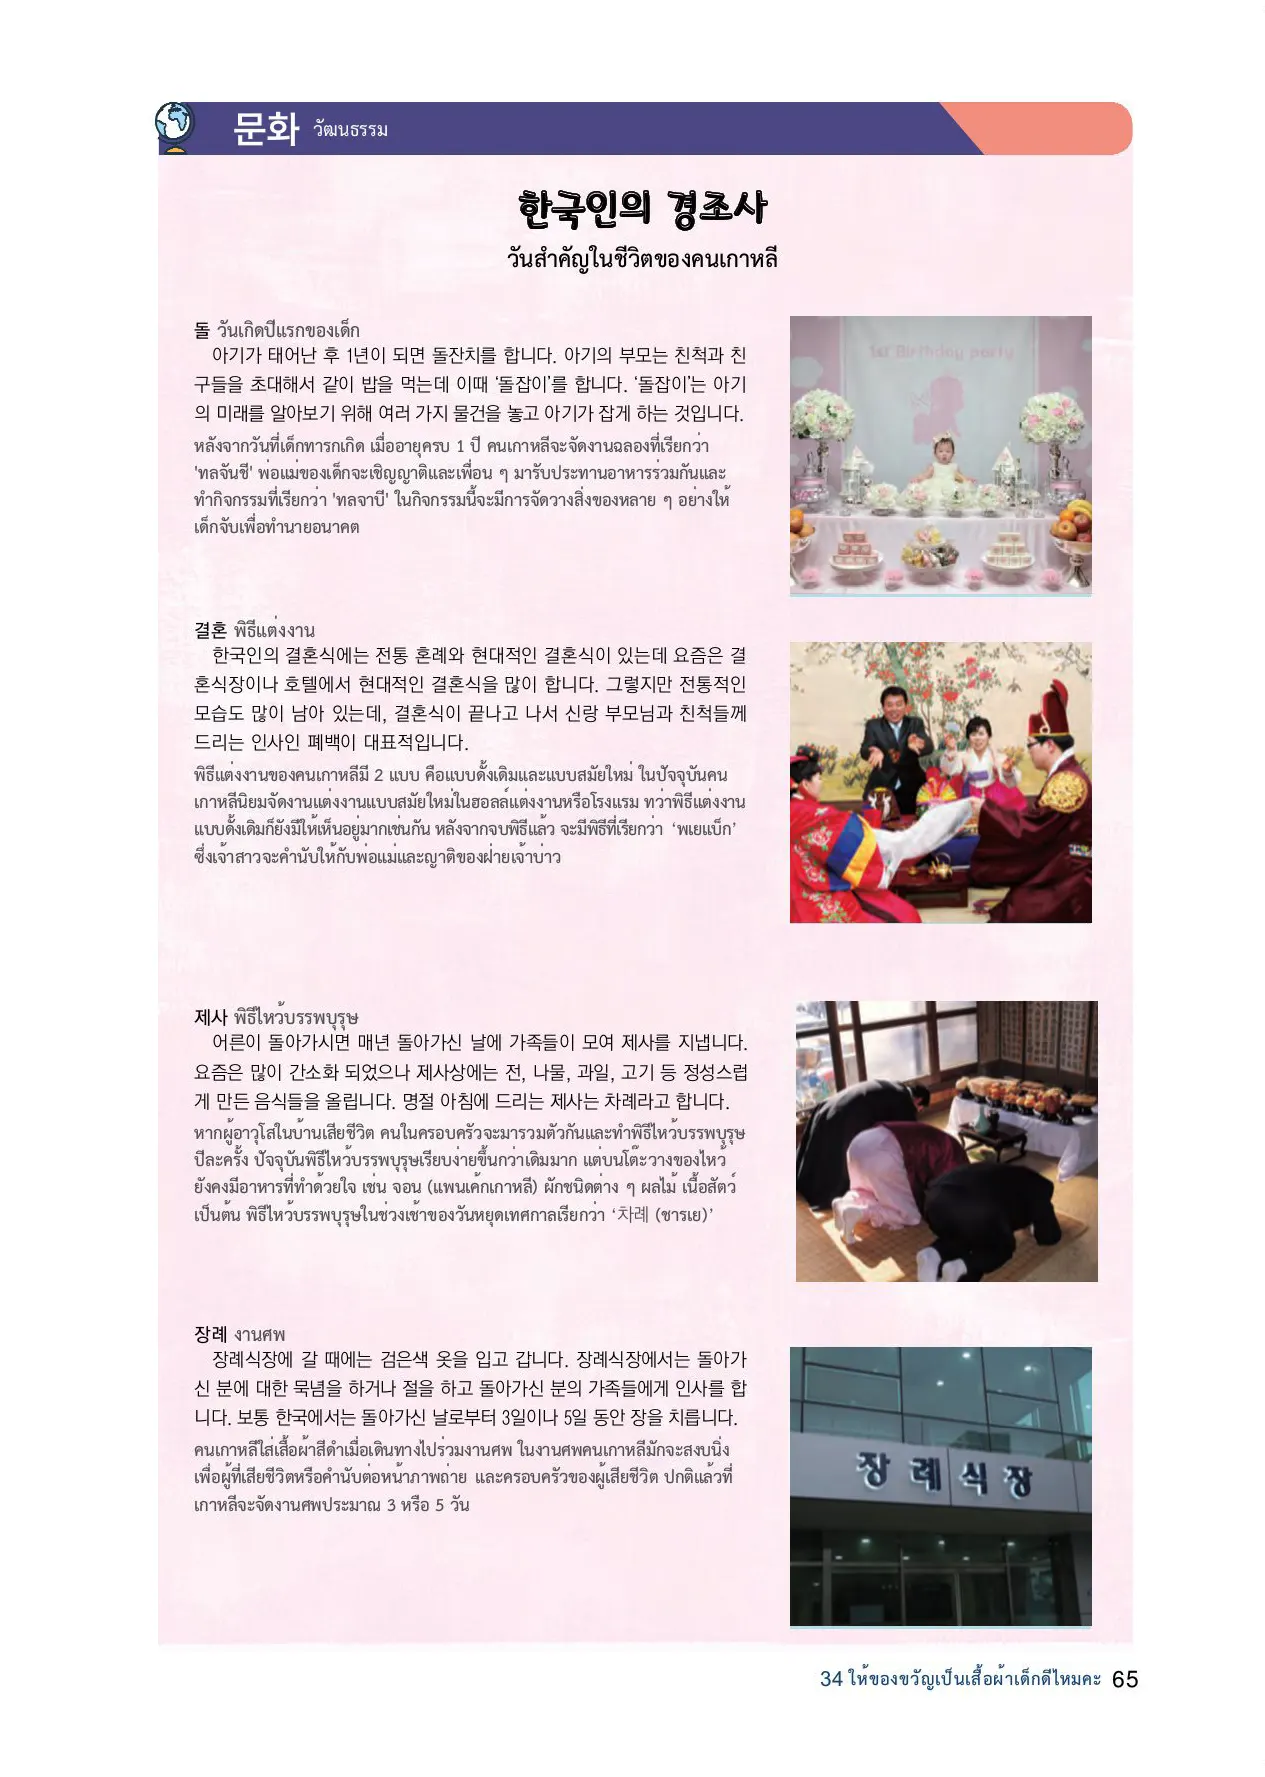 문화 วัฒนธรรม
한국인의 경조사
วันสำคัญในชีวิตของคนเกาหลี
돌 วันเกิดปีแรกของเด็ก
아기가 태어난 후 1년이 되면 돌잔치를 합니다. 아기의 부모는 친척과 친
구들을 초대해서 같이 밥을 먹는데 이때 ‘돌잡이’를 합니다. ‘돌잡이’는 아기
의 미래를 알아보기 위해 여러 가지 물건을 놓고 아기가 잡게 하는 것입니다.
หลังจากวันที่เด็กทารกเกิด เมื่ออายุครบ 1 ปี คนเกาหลีจะจัดงานฉลองที่เรียกว่า
'ทลจันชี' พ่อแม่ของเด็กจะเชิญญาติและเพื่อน ๆ มารับประทานอาหารร่วมกันและ
ทำกิจกรรมที่เรียกว่า 'ทลจาบี' ในกิจกรรมนี้จะมีการจัดวางสิ่งของหลาย ๆ อย่างให้
เด็กจับเพื่อทำนายอนาคต
1st Birthday party
결혼 พิธีแต่งงาน
한국인의 결혼식에는 전통 혼례와 현대적인 결혼식이 있는데 요즘은 결
혼식장이나 호텔에서 현대적인 결혼식을 많이 합니다. 그렇지만 전통적인
모습도 많이 남아 있는데, 결혼식이 끝나고 나서 신랑 부모님과 친척들께
드리는 인사인 폐백이 대표적입니다.
พิธีแต่งงานของคนเกาหลีมี 2 แบบ คือแบบดั้งเดิมและแบบสมัยใหม่ ในปัจจุบันคน
เกาหลีนิยมจัดงานแต่งงานแบบสมัยใหม่ในฮอลล์แต่งงานหรือโรงแรม ทว่าพิธีแต่งงาน
แบบดั้งเดิมก็ยังมีให้เห็นอยู่มากเช่นกัน หลังจากจบพิธีแล้ว จะมีพิธีที่เรียกว่า ‘พเยแบ็ก’
ซึ่งเจ้าสาวจะคำนับให้กับพ่อแม่และญาติของฝ่ายเจ้าบ่าว
제사 พิธีไหว้บรรพบุรุษ
어른이 돌아가시면 매년 돌아가신 날에 가족들이 모여 제사를 지냅니다.
요즘은 많이 간소화 되었으나 제사상에는 전, 나물, 과일, 고기 등 정성스럽
게 만든 음식들을 올립니다. 명절 아침에 드리는 제사는 차례라고 합니다.
หากผู้อาวุโสในบ้านเสียชีวิต คนในครอบครัวจะมารวมตัวกันและทำพิธีไหว้บรรพบุรุษ
ปีละครั้ง ปัจจุบันพิธีไหว้บรรพบุรุษเรียบง่ายขึ้นกว่าเดิมมาก แต่บนโต๊ะวางของไหว้
ยังคงมีอาหารที่ทำด้วยใจ เช่น จอน (แพนเค้กเกาหลี) ผักชนิดต่าง ๆ ผลไม้ เนื้อสัตว์
เป็นต้น พิธีไหว้บรรพบุรุษในช่วงเช้าของวันหยุดเทศกาลเรียกว่า ‘차례 (ชารเย)’
장례 งานศพ
장례식장에 갈 때에는 검은색 옷을 입고 갑니다. 장례식장에서는 돌아가
신 분에 대한 묵념을 하거나 절을 하고 돌아가신 분의 가족들에게 인사를 합
니다. 보통 한국에서는 돌아가신 날로부터 3일이나 5일 동안 장을 치릅니다.
คนเกาหลีใส่เสื้อผ้าสีดำเมื่อเดินทางไปร่วมงานศพ ในงานศพคนเกาหลีมักจะสงบนิ่ง
เพื่อผู้ที่เสียชีวิตหรือคำนับต่อหน้าภาพถ่าย และครอบครัวของผู้เสียชีวิต ปกติแล้วที่
เกาหลีจะจัดงานศพประมาณ 3 หรือ 5 วัน
장례식장
34 ให้ของขวัญเป็นเสื้อผ้าเด็กดีไหมคะ 65